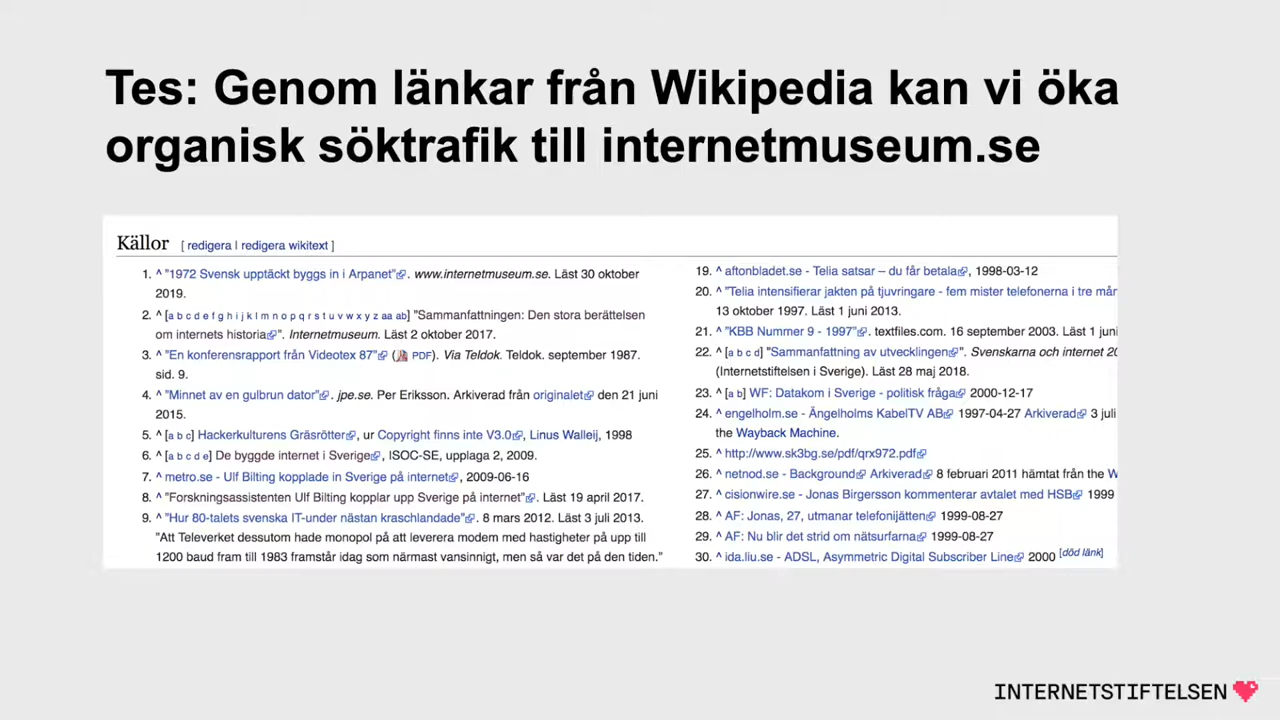 Tes: Genom länkar från Wikipedia kan vi öka
organisk söktrafik till internetmuseum.se
Källor [ redigera | redigera wikitext ]
1. ^ "1972 Svensk upptäckt byggs in i Arpanet". www.internetmuseum.se. Läst 30 oktober
2019.
2. ^ [a b c d e f g h i j k l m n o p q r s t u v w x y z aa ab] "Sammanfattningen: Den stora berättelsen
om internets historia". Internetmuseum. Läst 2 oktober 2017.
3. ^ "En konferensrapport från Videotex 87" (PDF). Via Teldok. Teldok. september 1987.
sid. 9.
4. ^ "Minnet av en gulbrun dator". jpe.se. Per Eriksson. Arkiverad från originalet den 21 juni
2015.
5. ^ [a b c] Hackerkulturens Gräsrötter, ur Copyright finns inte V3.0, Linus Walleij, 1998
6. ^ [a b c d e] De byggde internet i Sverige, ISOC-SE, upplaga 2, 2009.
7. ^ metro.se - Ulf Bilting kopplade in Sverige på internet, 2009-06-16
8. ^ "Forskningsassistenten Ulf Bilting kopplar upp Sverige på internet". Läst 19 april 2017.
9. ^ "Hur 80-talets svenska IT-under nästan kraschlandade". 8 mars 2012. Läst 3 juli 2013.
"Att Televerket dessutom hade monopol på att leverera modem med hastigheter på upp till
1200 baud fram till 1983 framstår idag som närmast vansinnigt, men så var det på den tiden."
19. ^ aftonbladet.se - Telia satsar – du får betala, 1998-03-12
20. ^ "Telia intensifierar jakten på tjuvringare - fem mister telefonerna i tre mån
13 oktober 1997. Läst 1 juni 2013.
21. ^ "KBB Nummer 9 - 1997". textfiles.com. 16 september 2003. Läst 1 juni
22. ^ [a b c d] "Sammanfattning av utvecklingen". Svenskarna och internet 20
(Internetstiftelsen i Sverige). Läst 28 maj 2018.
23. ^ [a b] WF: Datakom i Sverige - politisk fråga 2000-12-17
24. ^ engelholm.se - Ängelholms KabelTV AB 1997-04-27 Arkiverad 3 juli
the Wayback Machine.
25. ^ http://www.sk3bg.se/pdf/qrx972.pdf
26. ^ netnod.se - Background Arkiverad 8 februari 2011 hämtat från the W
27. ^ cisionwire.se - Jonas Birgersson kommenterar avtalet med HSB 1999
28. ^ AF: Jonas, 27, utmanar telefonijätten 1999-08-27
29. ^ AF: Nu blir det strid om nätsurfarna 1999-08-27
30. ^ ida.liu.se - ADSL, Asymmetric Digital Subscriber Line 2000 [död länk]
INTERNETSTIFTELSEN